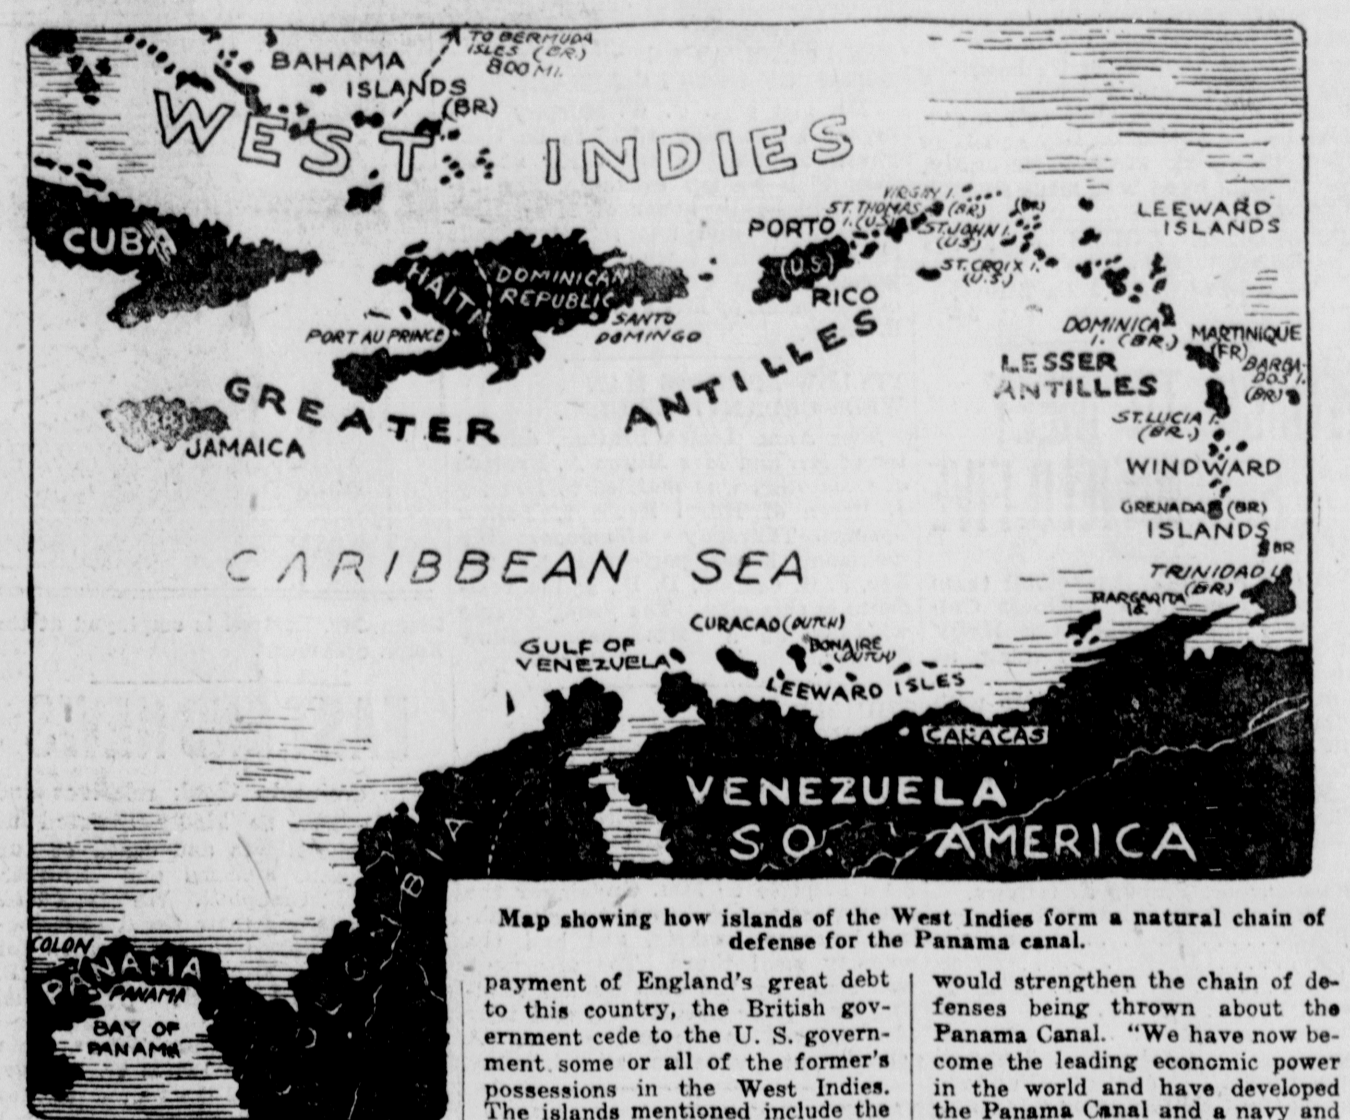 TO BERMUDA
ISLES (BR.)
800 MI.
BAHAMA
ISLANDS
(BR)
WEST INDIES
VIRGIN I.
ST. THOMAS (BR)
I. (U.S.)
(BR)
LEEWARD
ISLANDS
CUBA
PORTO
ST. JOHN I.
(U.S.)
HAITI
DOMINICAN
REPUBLIC
(U.S.)
ST. CROIX I.
(U.S.)
RICO
PORT AU PRINCE
SANTO
DOMINGO
DOMINICA
I. (BR.)
MARTINIQUE
(FR)
LESSER
ANTILLES
BARBA-
DOS I.
(BR)
GREATER ANTILLES
JAMAICA
ST. LUCIA I.
(BR.)
WINDWARD
GRENADA (BR)
ISLANDS
BR
CARIBBEAN SEA
TRINIDAD I.
(BR)
MARGARITA
IS.
CURACAO (DUTCH)
GULF OF
VENEZUELA
BONAIRE
(DUTCH)
LEEWARD ISLES
CARACAS
VENEZUELA
SO. AMERICA
COLON
PANAMA
PANAMA
BAY OF
PANAMA
Map showing how islands of the West Indies form a natural chain of
defense for the Panama canal.
payment of England's great debt
to this country, the British gov-
ernment cede to the U. S. govern-
ment some or all of the former's
possessions in the West Indies.
The islands mentioned include the
would strengthen the chain of de-
fenses being thrown about the
Panama Canal. "We have now be-
come the leading economic power
in the world and have developed
the Panama Canal and a navy and